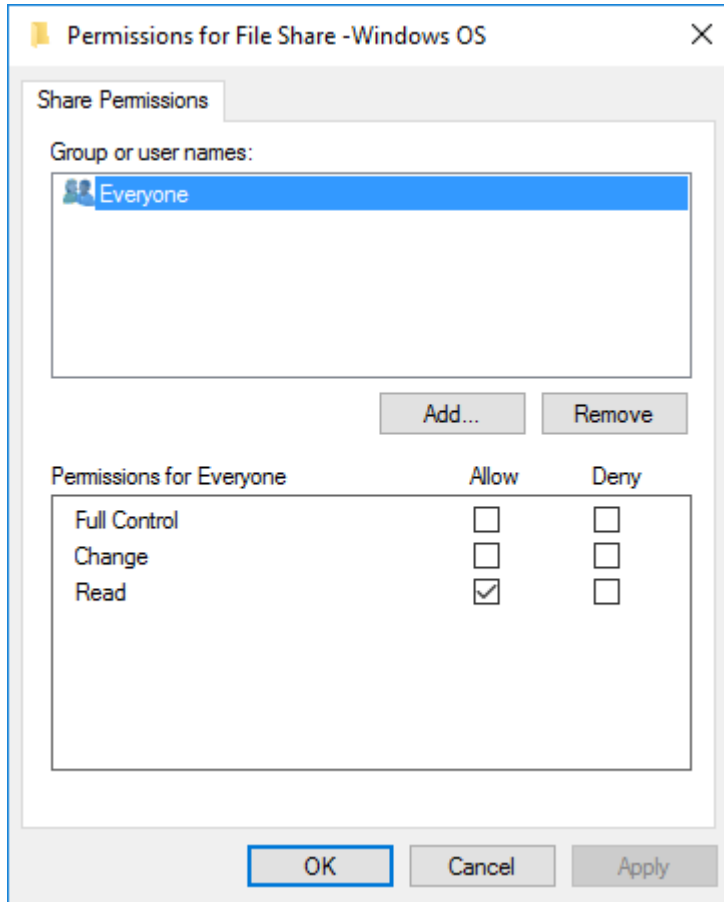 Permissions for File Share -Windows OS
Share Permissions
Group or user names:
Everyone
Add... Remove
Permissions for Everyone Allow Deny
Full Control
Change
Read
OK Cancel Apply